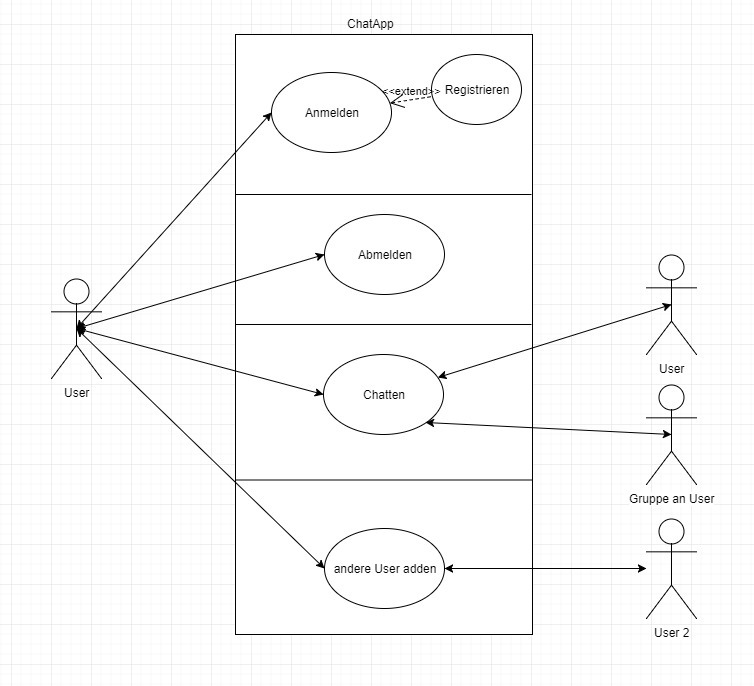 ChatApp
Anmelden
<<extend>>
Registrieren
Abmelden
User
User
Chatten
Gruppe an User
andere User adden
User 2